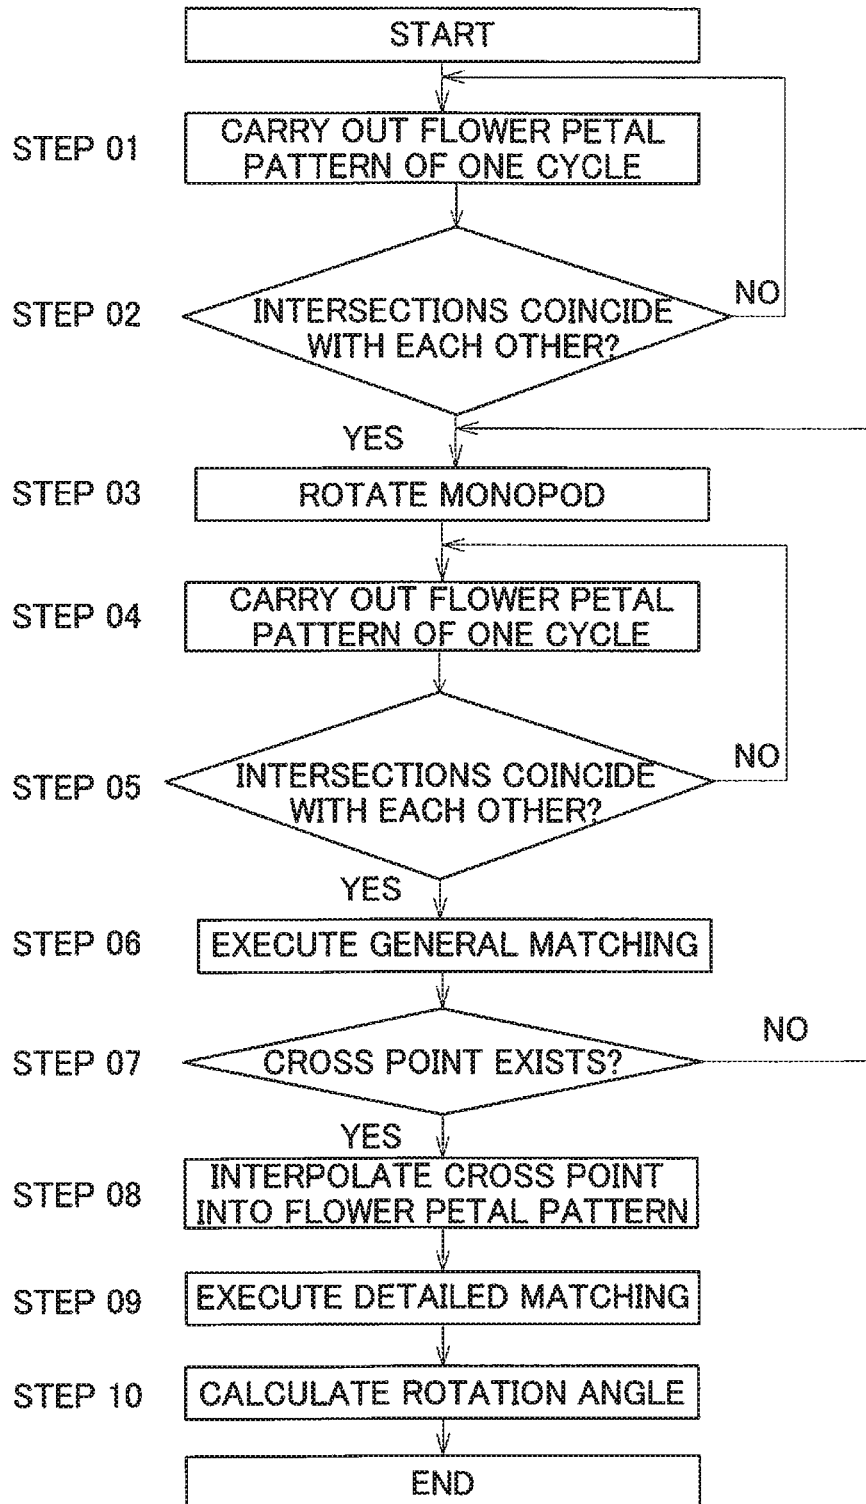 START
STEP 01
CARRY OUT FLOWER PETAL
PATTERN OF ONE CYCLE
STEP 02
INTERSECTIONS COINCIDE
WITH EACH OTHER?
NO
YES
STEP 03
ROTATE MONOPOD
STEP 04
CARRY OUT FLOWER PETAL
PATTERN OF ONE CYCLE
STEP 05
INTERSECTIONS COINCIDE
WITH EACH OTHER?
NO
YES
STEP 06
EXECUTE GENERAL MATCHING
STEP 07
CROSS POINT EXISTS?
NO
YES
STEP 08
INTERPOLATE CROSS POINT
INTO FLOWER PETAL PATTERN
STEP 09
EXECUTE DETAILED MATCHING
STEP 10
CALCULATE ROTATION ANGLE
END